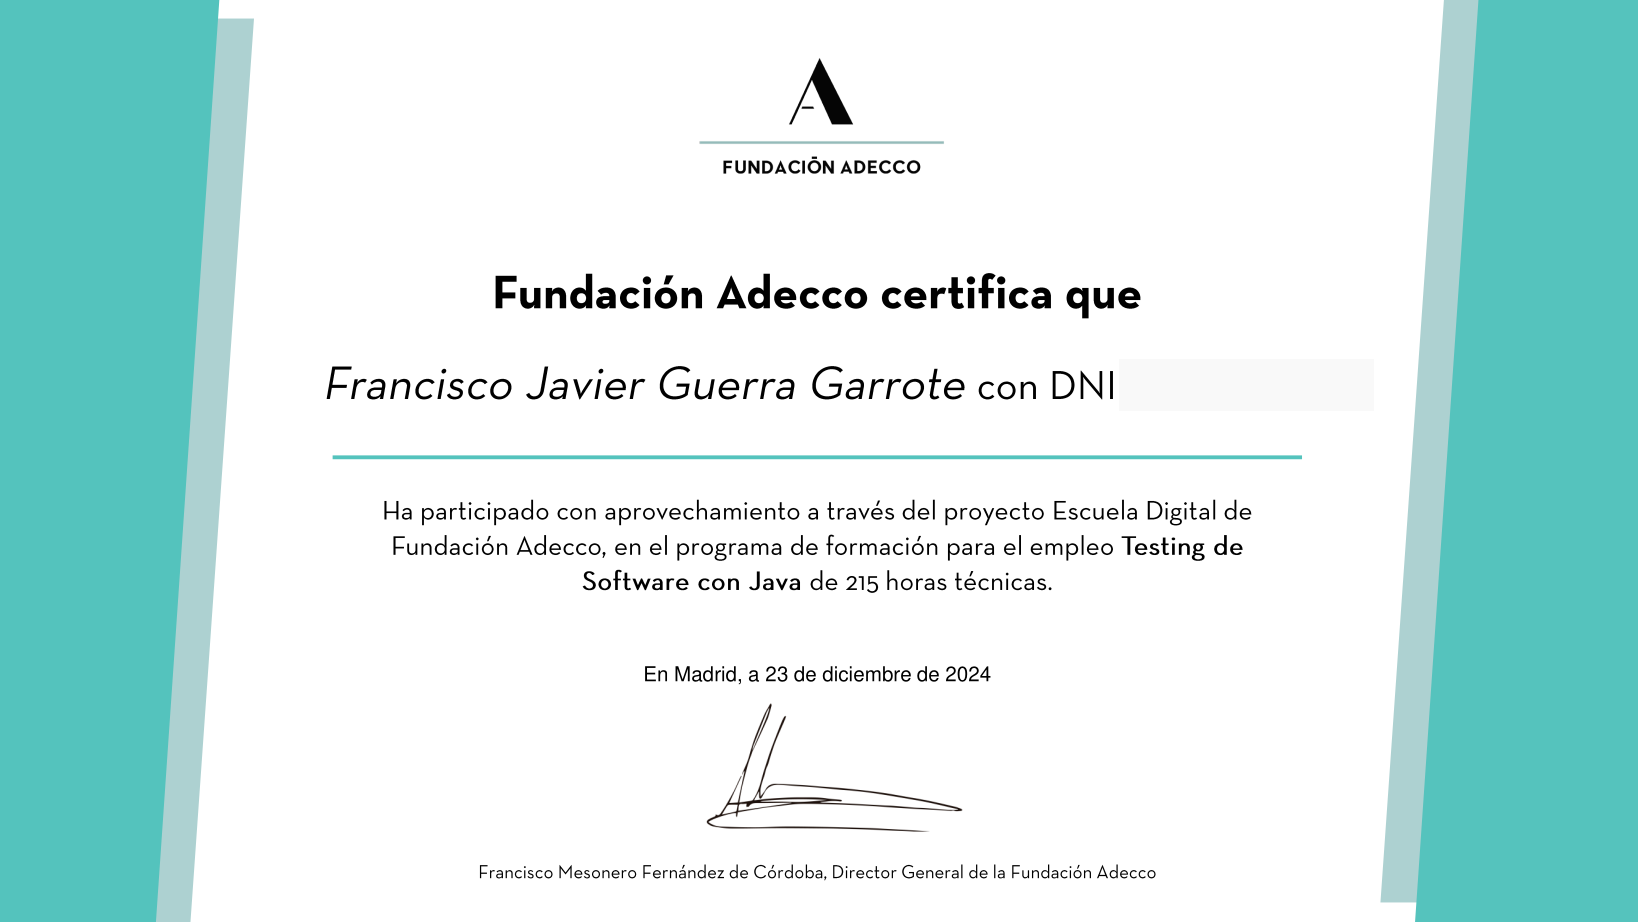 A
FUNDACIÓN ADECCO
Fundación Adecco certifica que
Francisco Javier Guerra Garrote con DNI
Ha participado con aprovechamiento a través del proyecto Escuela Digital de
Fundación Adecco, en el programa de formación para el empleo Testing de
Software con Java de 215 horas técnicas.
En Madrid, a 23 de diciembre de 2024
Francisco Mesonero Fernández de Córdoba, Director General de la Fundación Adecco